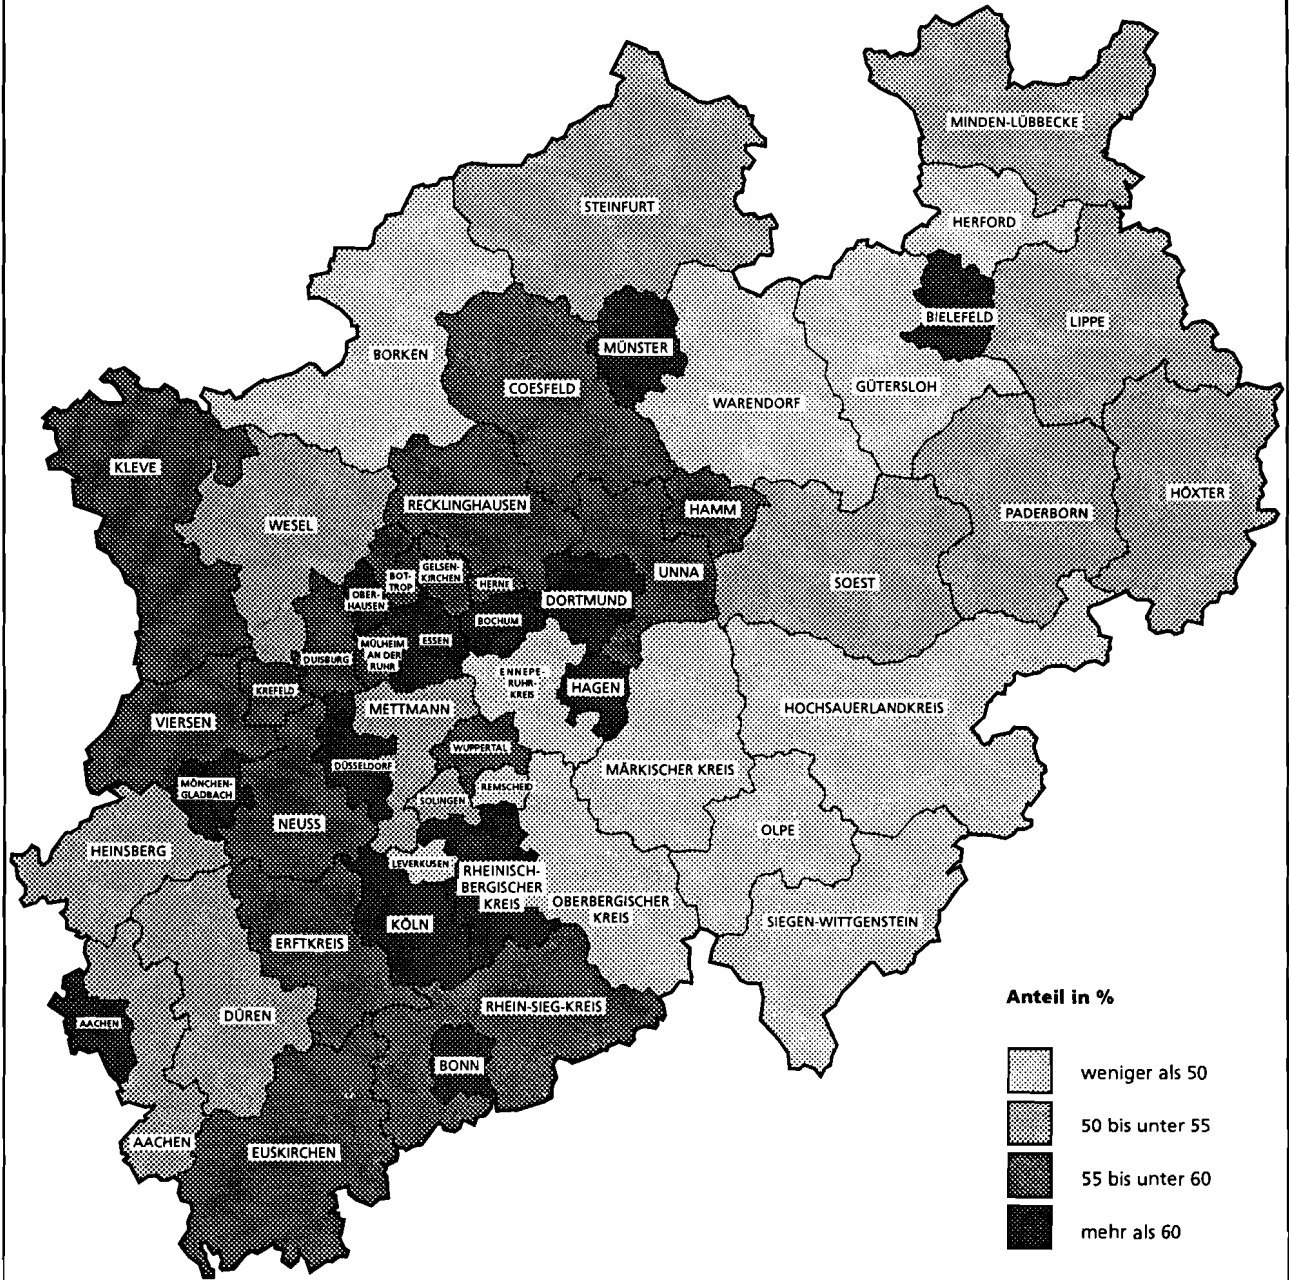 MINDEN-LÜBBECKE
STEINFURT
HERFORD
BIELEFELD
LIPPE
MÜNSTER
BORKEN
COESFELD
GÜTERSLOH
WARENDORF
KLEVE
HÖXTER
RECKLINGHAUSEN
HAMM
PADERBORN
WESEL
GELSEN-
KIRCHEN
BOT-
TROP
HERNE
UNNA
SOEST
OBER-
HAUSEN
DORTMUND
BOCHUM
ESSEN
MÜLHEIM
AN DER
RUHR
DUISBURG
ENNEPE-
RUHR-
KREIS
HAGEN
KREFELD
METTMANN
HOCHSAUERLANDKREIS
VIERSEN
WUPPERTAL
DÜSSELDORF
MÄRKISCHER KREIS
MÖNCHEN-
GLADBACH
REMSCHEID
SOLINGEN
NEUSS
OLPE
HEINSBERG
LEVERKUSEN
RHEINISCH-
BERGISCHER
KREIS
OBERBERGISCHER
KREIS
KÖLN
SIEGEN-WITTGENSTEIN
ERFTKREIS
RHEIN-SIEG-KREIS
DÜREN
AACHEN
BONN
AACHEN
EUSKIRCHEN
Anteil in %
weniger als 50
50 bis unter 55
55 bis unter 60
mehr als 60